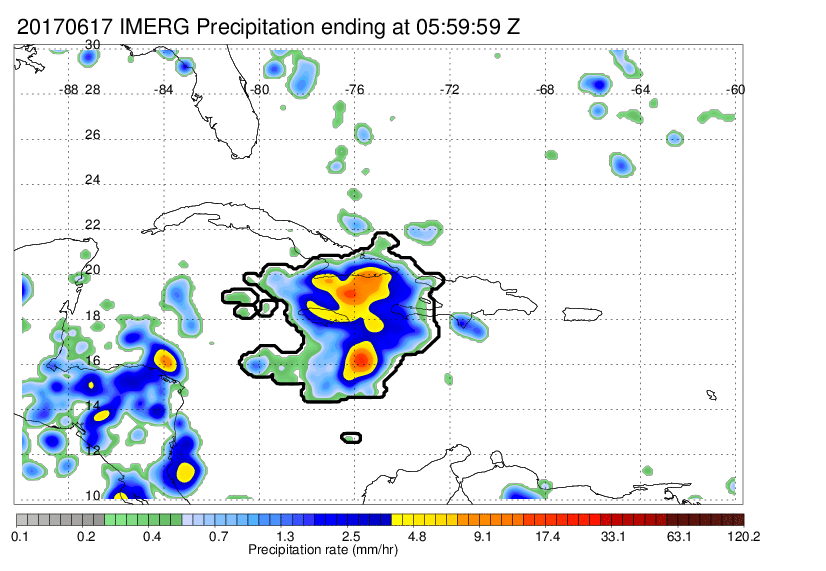 20170617 IMERG Precipitation ending at 05:59:59 Z
30
-88 28 -84 -80 -76 -72 -68 -64 -60
26
24
22
20
18
16
14
12
10
0.1 0.2 0.4 0.7 1.3 2.5 4.8 9.1 17.4 33.1 63.1 120.2
Precipitation rate (mm/hr)